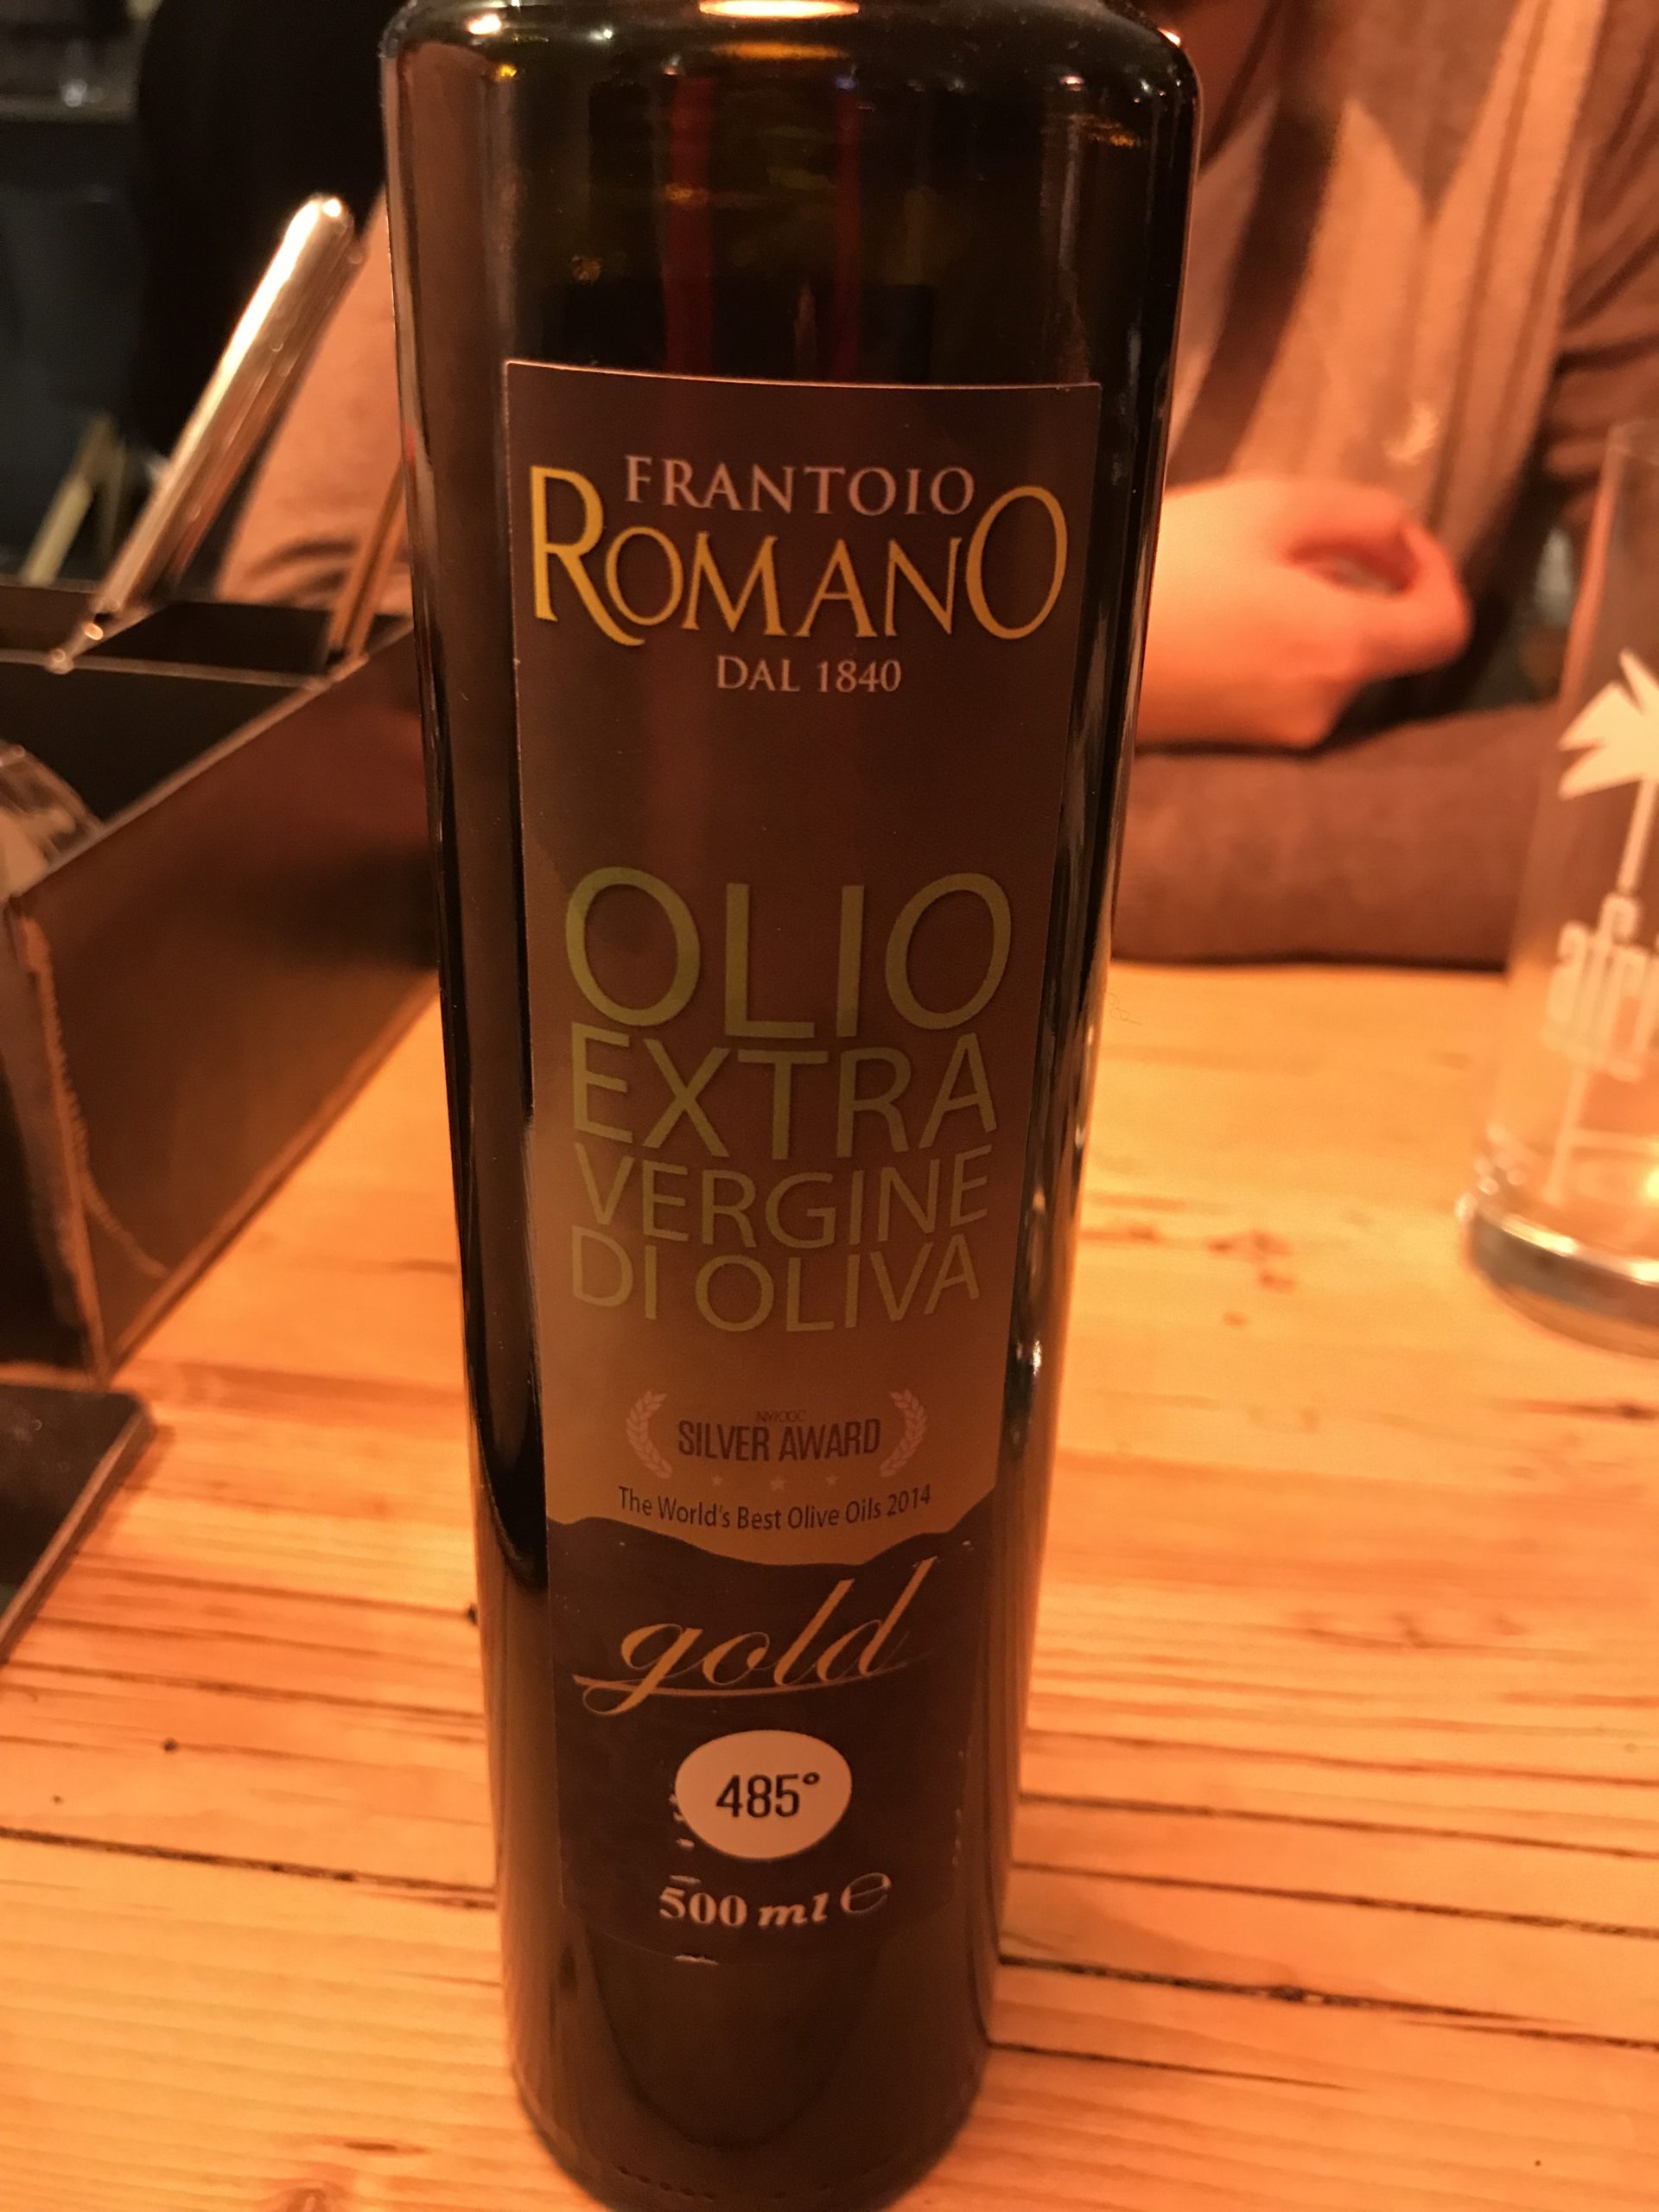 FRANTOIO
ROMANO
DAL 1840
OLIO
EXTRA
VERGINE
DI OLIVA
NYIOOC
SILVER AWARD
The World's Best Olive Oils 2014
gold
485°
500 ml ℮